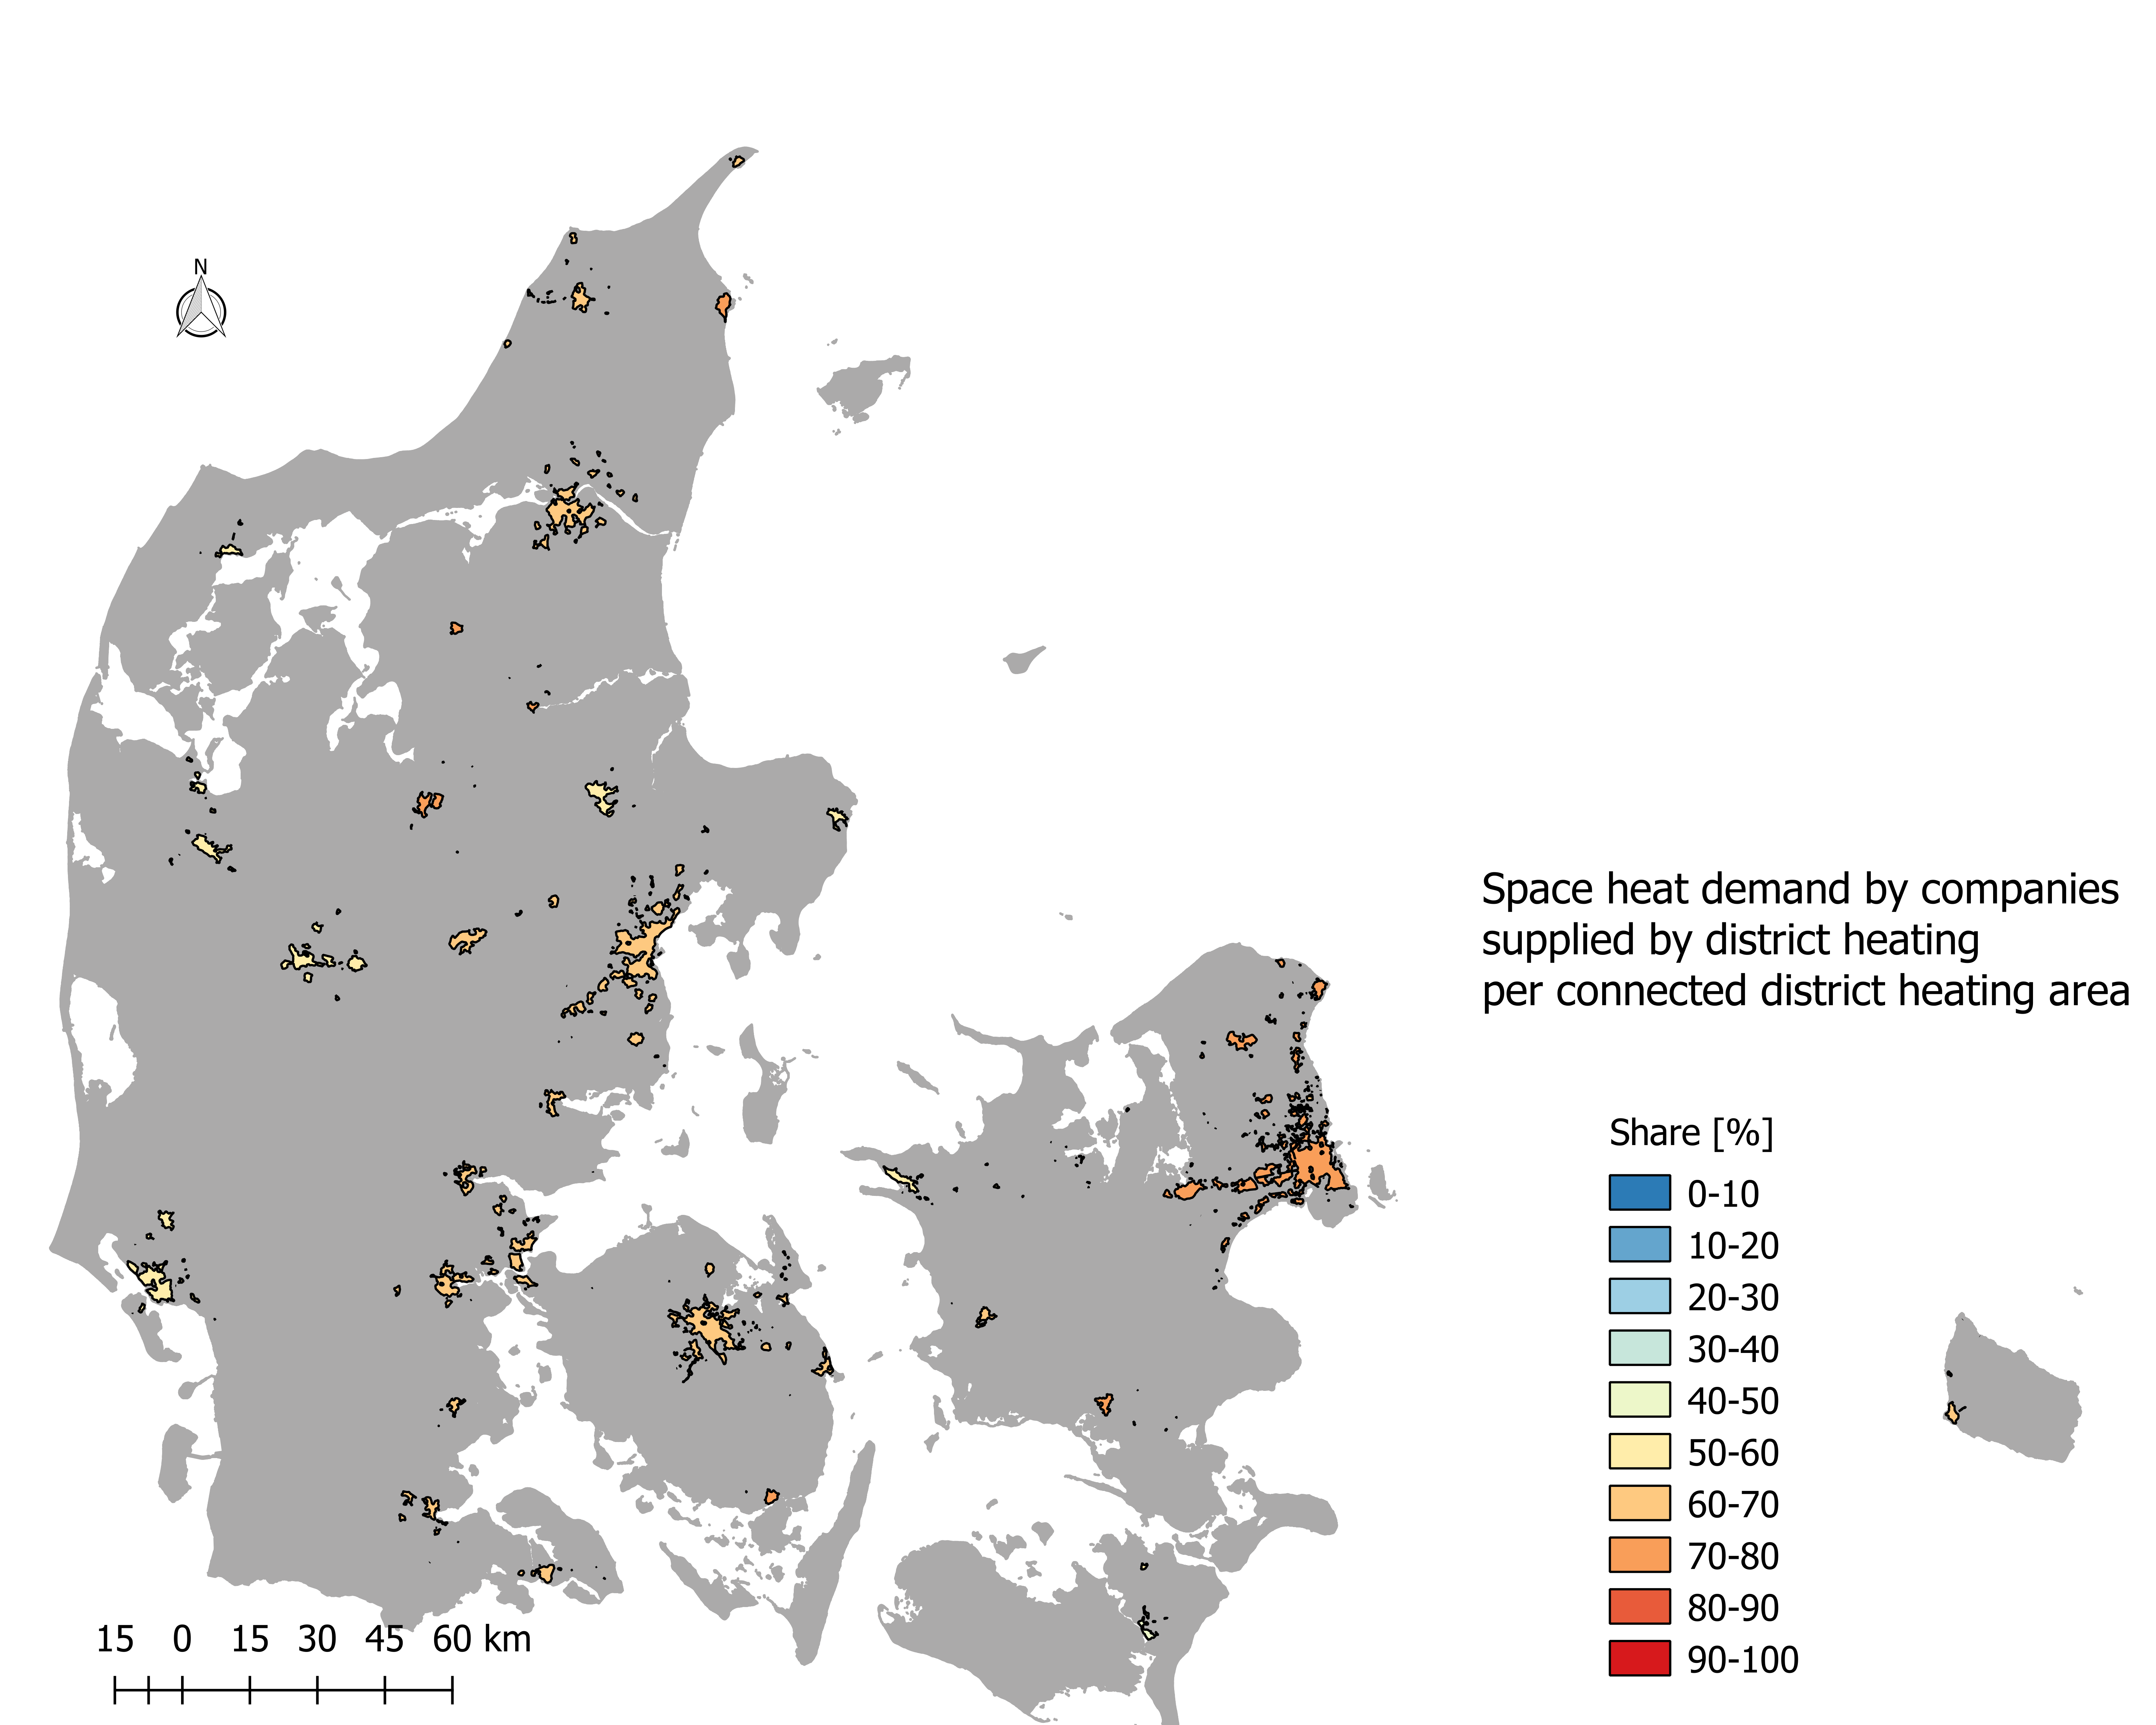 N
Space heat demand by companies
supplied by district heating
per connected district heating area
Share [%]
0-10
10-20
20-30
30-40
40-50
50-60
60-70
70-80
80-90
90-100
15 0 15 30 45 60 km